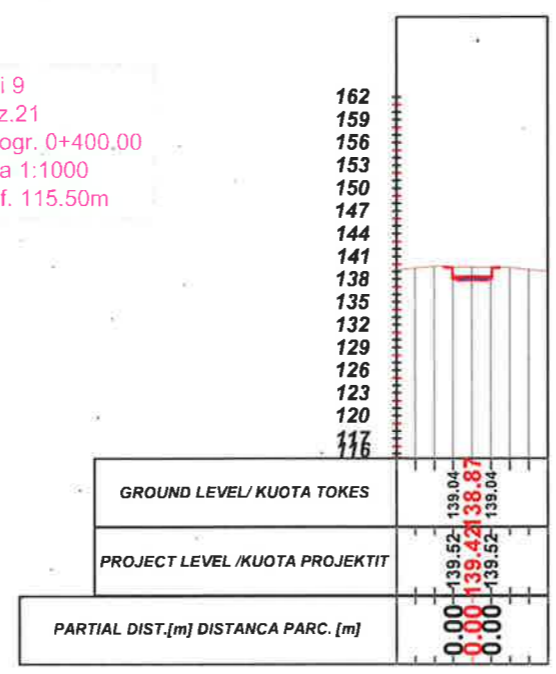 i 9
z.21
ogr. 0+400.00
a 1:1000
f. 115.50m
162
159
156
153
150
147
144
141
138
135
132
129
126
123
120
117
116
GROUND LEVEL/ KUOTA TOKES
139.04 138.87 139.04
PROJECT LEVEL /KUOTA PROJEKTIT
139.52 139.42 139.52
PARTIAL DIST.[m] DISTANCA PARC. [m]
0.00 0.00 0.00